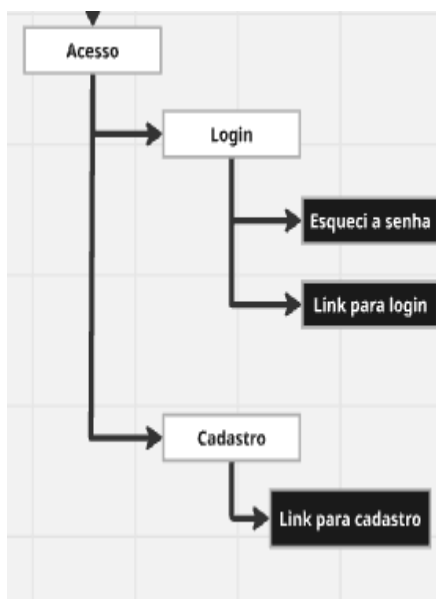 Acesso
Login
Esqueci a senha
Link para login
Cadastro
Link para cadastro